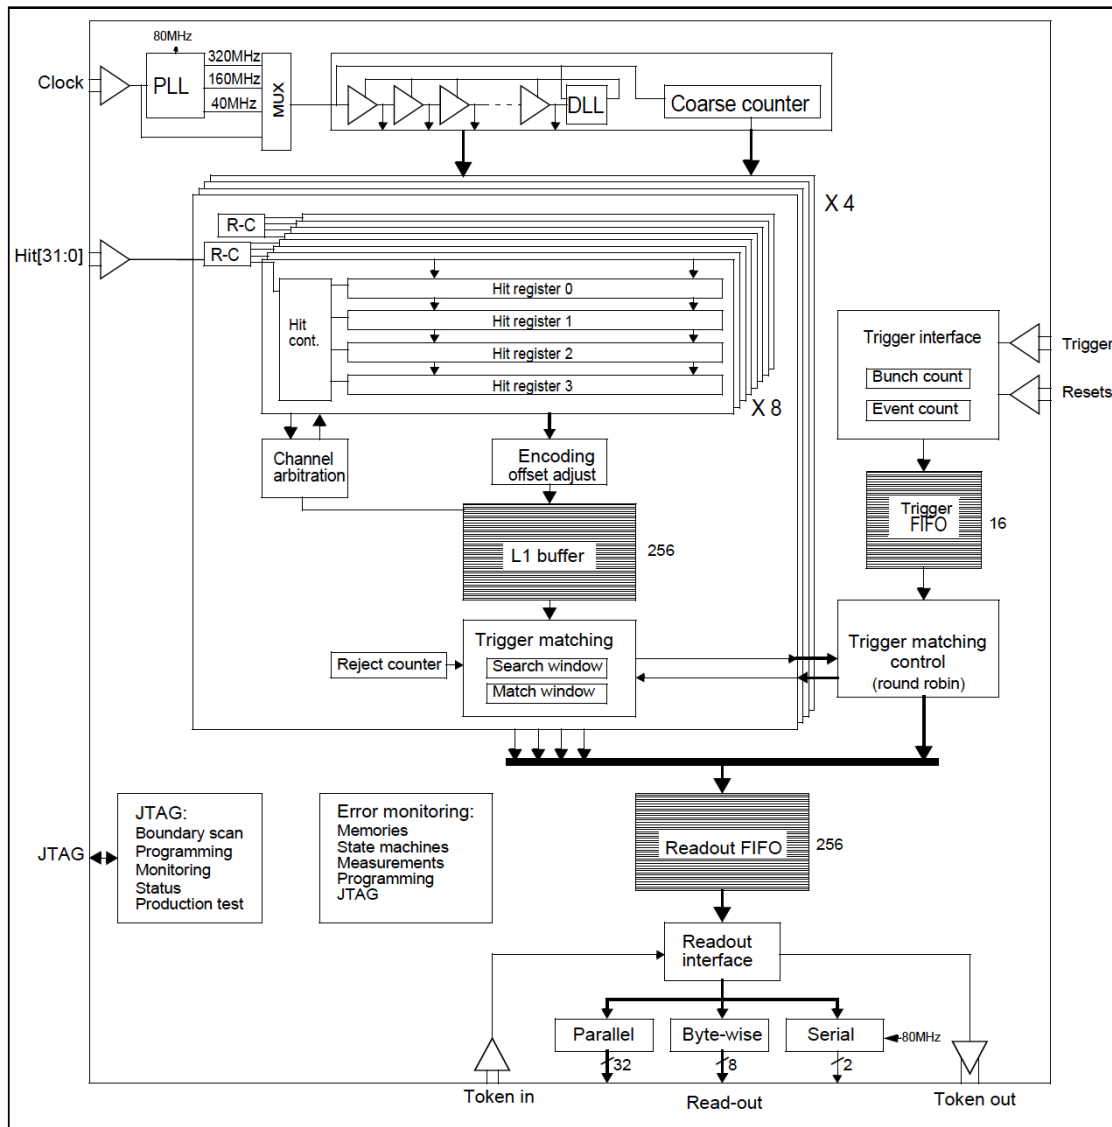 80MHz
320MHz
Clock
PLL
160MHz
40MHz
MUX
DLL
Coarse counter
X 4
R-C
Hit[31:0]
R-C
Hit register 0
Hit
cont.
Hit register 1
Hit register 2
Hit register 3
X 8
Trigger interface
Trigger
Bunch count
Resets
Event count
Channel
arbitration
Encoding
offset adjust
Trigger
FIFO
16
L1 buffer
256
Trigger matching
Search window
Match window
Reject counter
Trigger matching
control
(round robin)
JTAG
JTAG:
Boundary scan
Programming
Monitoring
Status
Production test
Error monitoring:
Memories
State machines
Measurements
Programming
JTAG
Readout FIFO
256
Readout
interface
Parallel
Byte-wise
Serial
80MHz
32
8
2
Token in
Read-out
Token out